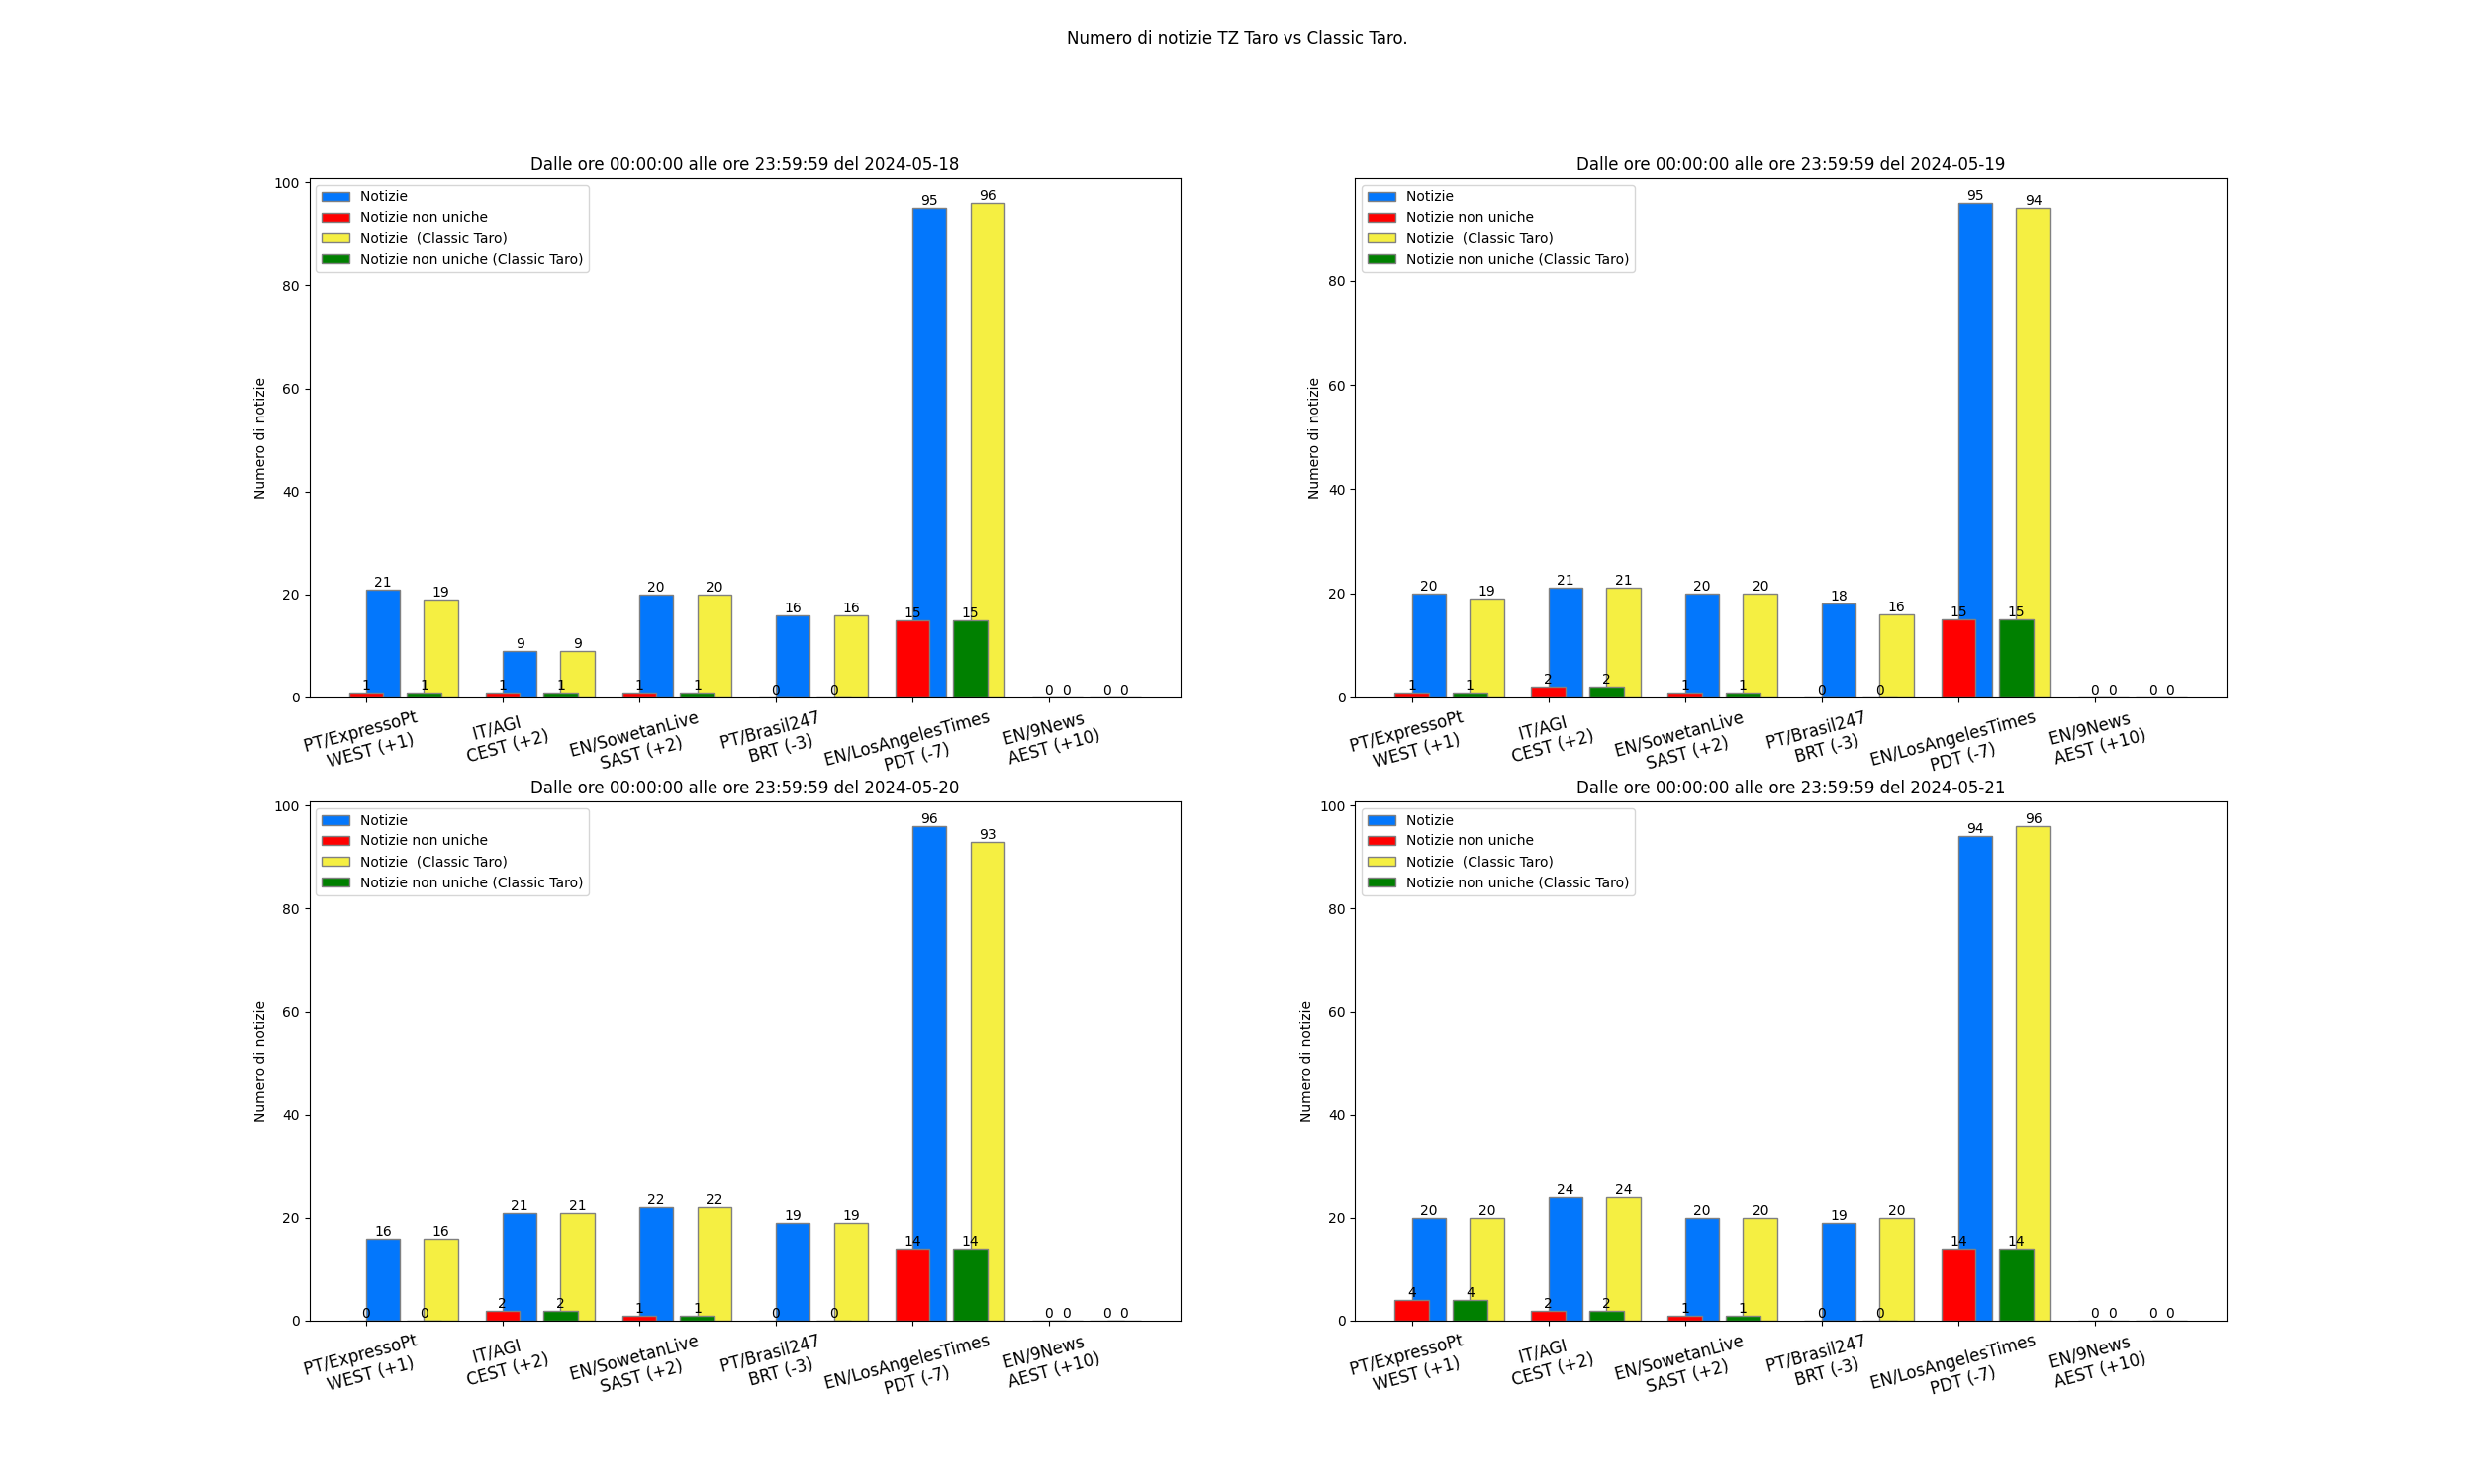 Numero di notizie TZ Taro vs Classic Taro.
Dalle ore 00:00:00 alle ore 23:59:59 del 2024-05-18
Numero di notizie
100
80
60
40
20
0
Notizie
Notizie non uniche
Notizie  (Classic Taro)
Notizie non uniche (Classic Taro)
21 19 9 9 20 20 16 16 95 96
1 1 1 1 1 1 0 0 15 15 0 0 0 0
PT/ExpressoPt
WEST (+1)
IT/AGI
CEST (+2)
EN/SowetanLive
SAST (+2)
PT/Brasil247
BRT (-3)
EN/LosAngelesTimes
PDT (-7)
EN/9News
AEST (+10)
Dalle ore 00:00:00 alle ore 23:59:59 del 2024-05-19
Numero di notizie
80
60
40
20
0
Notizie
Notizie non uniche
Notizie  (Classic Taro)
Notizie non uniche (Classic Taro)
20 19 21 21 20 20 18 16 95 94
1 1 2 2 1 1 0 0 15 15 0 0 0 0
PT/ExpressoPt
WEST (+1)
IT/AGI
CEST (+2)
EN/SowetanLive
SAST (+2)
PT/Brasil247
BRT (-3)
EN/LosAngelesTimes
PDT (-7)
EN/9News
AEST (+10)
Dalle ore 00:00:00 alle ore 23:59:59 del 2024-05-20
Numero di notizie
100
80
60
40
20
0
Notizie
Notizie non uniche
Notizie  (Classic Taro)
Notizie non uniche (Classic Taro)
16 16 21 21 22 22 19 19 96 93
0 0 2 2 1 1 0 0 14 14 0 0 0 0
PT/ExpressoPt
WEST (+1)
IT/AGI
CEST (+2)
EN/SowetanLive
SAST (+2)
PT/Brasil247
BRT (-3)
EN/LosAngelesTimes
PDT (-7)
EN/9News
AEST (+10)
Dalle ore 00:00:00 alle ore 23:59:59 del 2024-05-21
Numero di notizie
100
80
60
40
20
0
Notizie
Notizie non uniche
Notizie  (Classic Taro)
Notizie non uniche (Classic Taro)
20 20 24 24 20 20 19 20 94 96
4 4 2 2 1 1 0 0 14 14 0 0 0 0
PT/ExpressoPt
WEST (+1)
IT/AGI
CEST (+2)
EN/SowetanLive
SAST (+2)
PT/Brasil247
BRT (-3)
EN/LosAngelesTimes
PDT (-7)
EN/9News
AEST (+10)